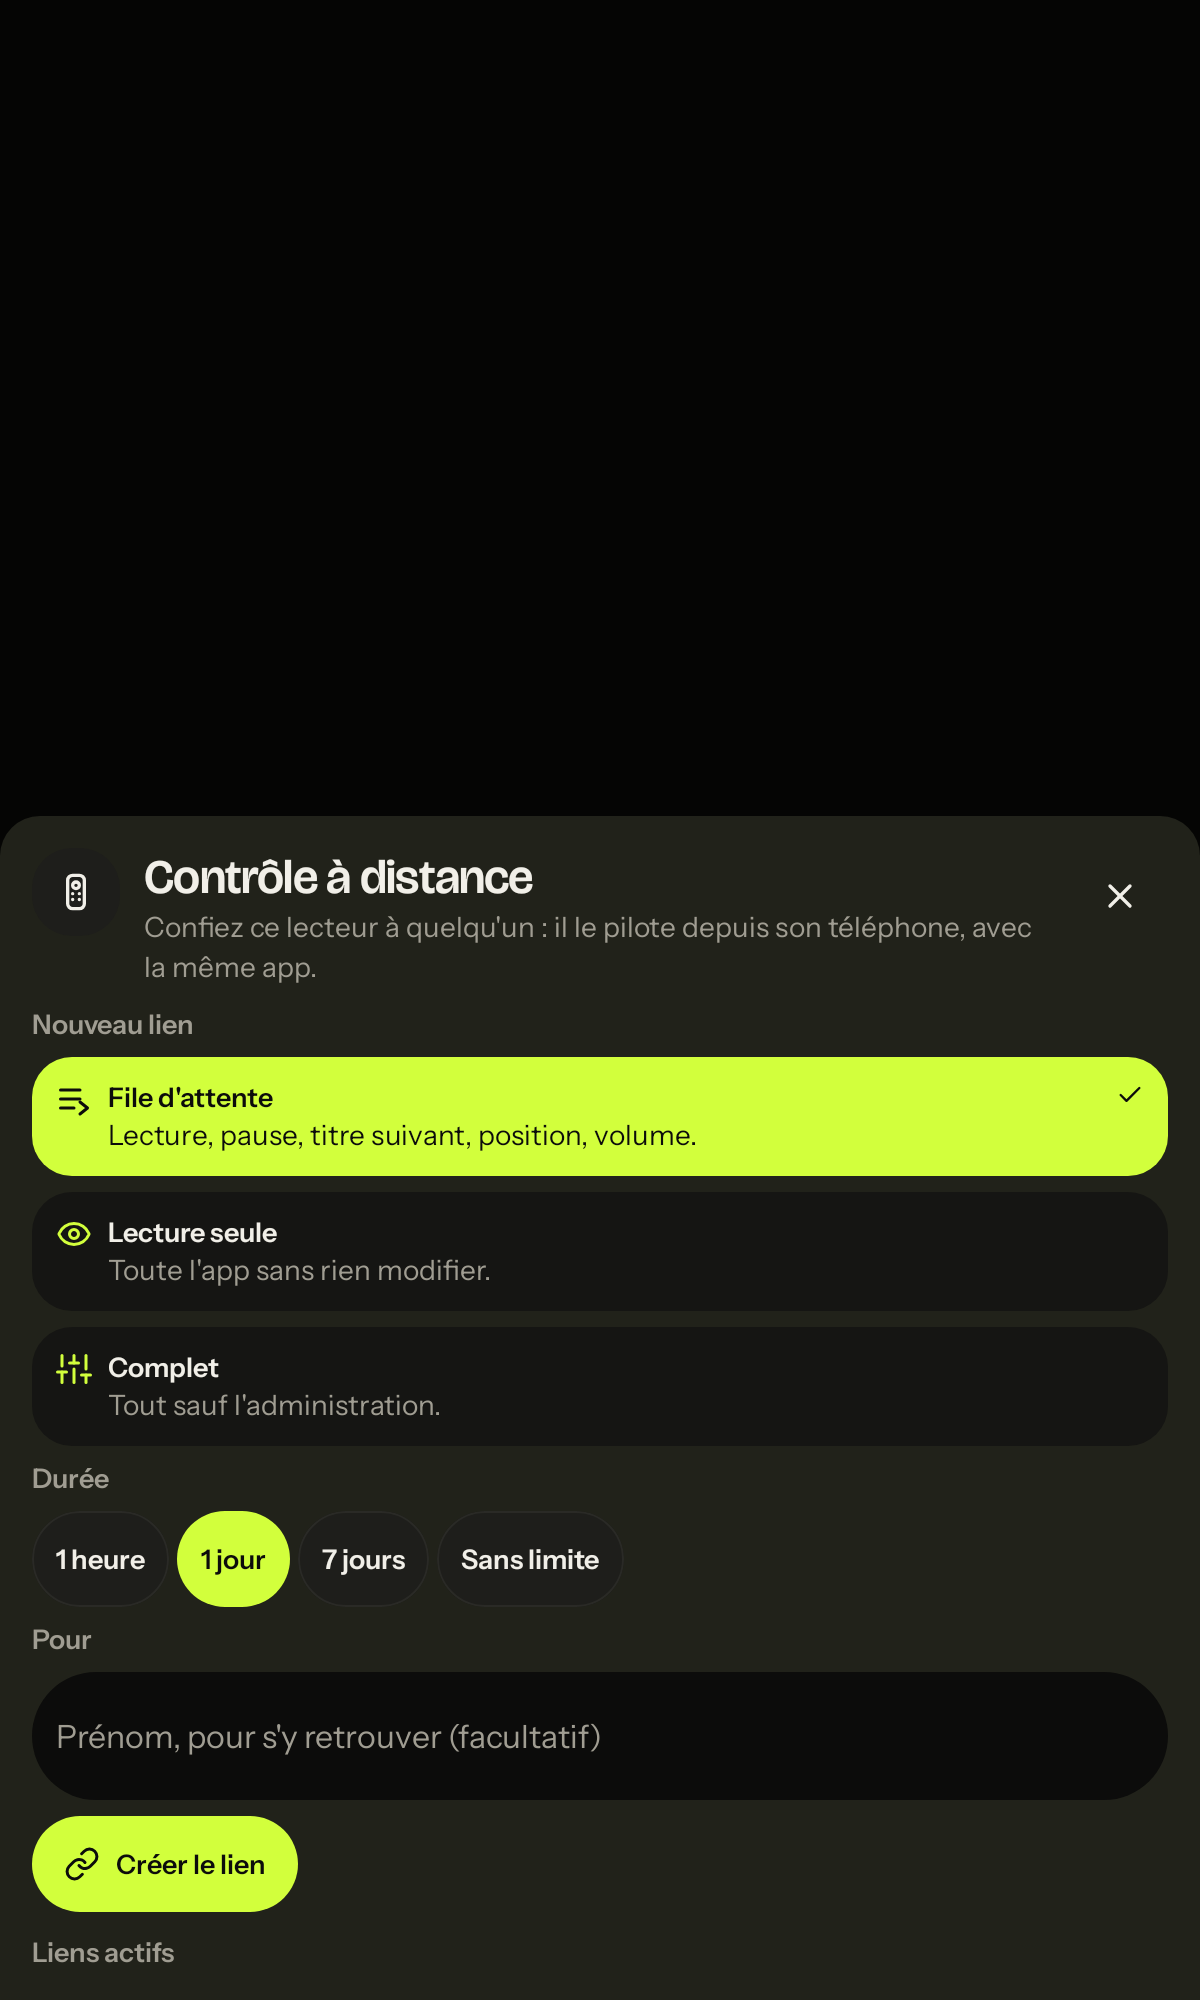 Contrôle à distance
Confiez ce lecteur à quelqu'un : il le pilote depuis son téléphone, avec
la même app.
Nouveau lien
File d'attente
Lecture, pause, titre suivant, position, volume.
Lecture seule
Toute l'app sans rien modifier.
Complet
Tout sauf l'administration.
Durée
1 heure
1 jour
7 jours
Sans limite
Pour
Prénom, pour s'y retrouver (facultatif)
Créer le lien
Liens actifs